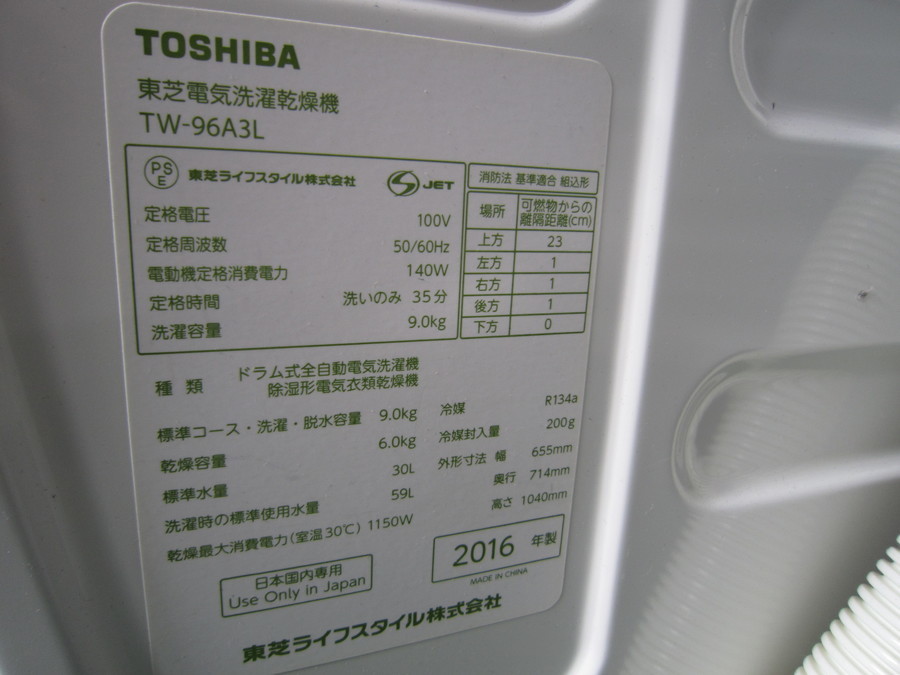 TOSHIBA
東芝電気洗濯乾燥機
TW-96A3L
PS
E
東芝ライフスタイル株式会社
JET
定格電圧 100V
定格周波数 50/60Hz
電動機定格消費電力 140W
定格時間 洗いのみ 35分
洗濯容量 9.0kg
消防法 基準適合 組込形
場所 可燃物からの
離隔距離(cm)
上方 23
左方 1
右方 1
後方 1
下方 0
種類 ドラム式全自動電気洗濯機
除湿形電気衣類乾燥機
標準コース・洗濯・脱水容量 9.0kg
乾燥容量 6.0kg
標準水量 30L
洗濯時の標準使用水量 59L
乾燥最大消費電力(室温30℃) 1150W
冷媒 R134a
冷媒封入量 200g
外形寸法 幅 655mm
奥行 714mm
高さ 1040mm
日本国内専用
Use Only in Japan
2016 年製
MADE IN CHINA
東芝ライフスタイル株式会社